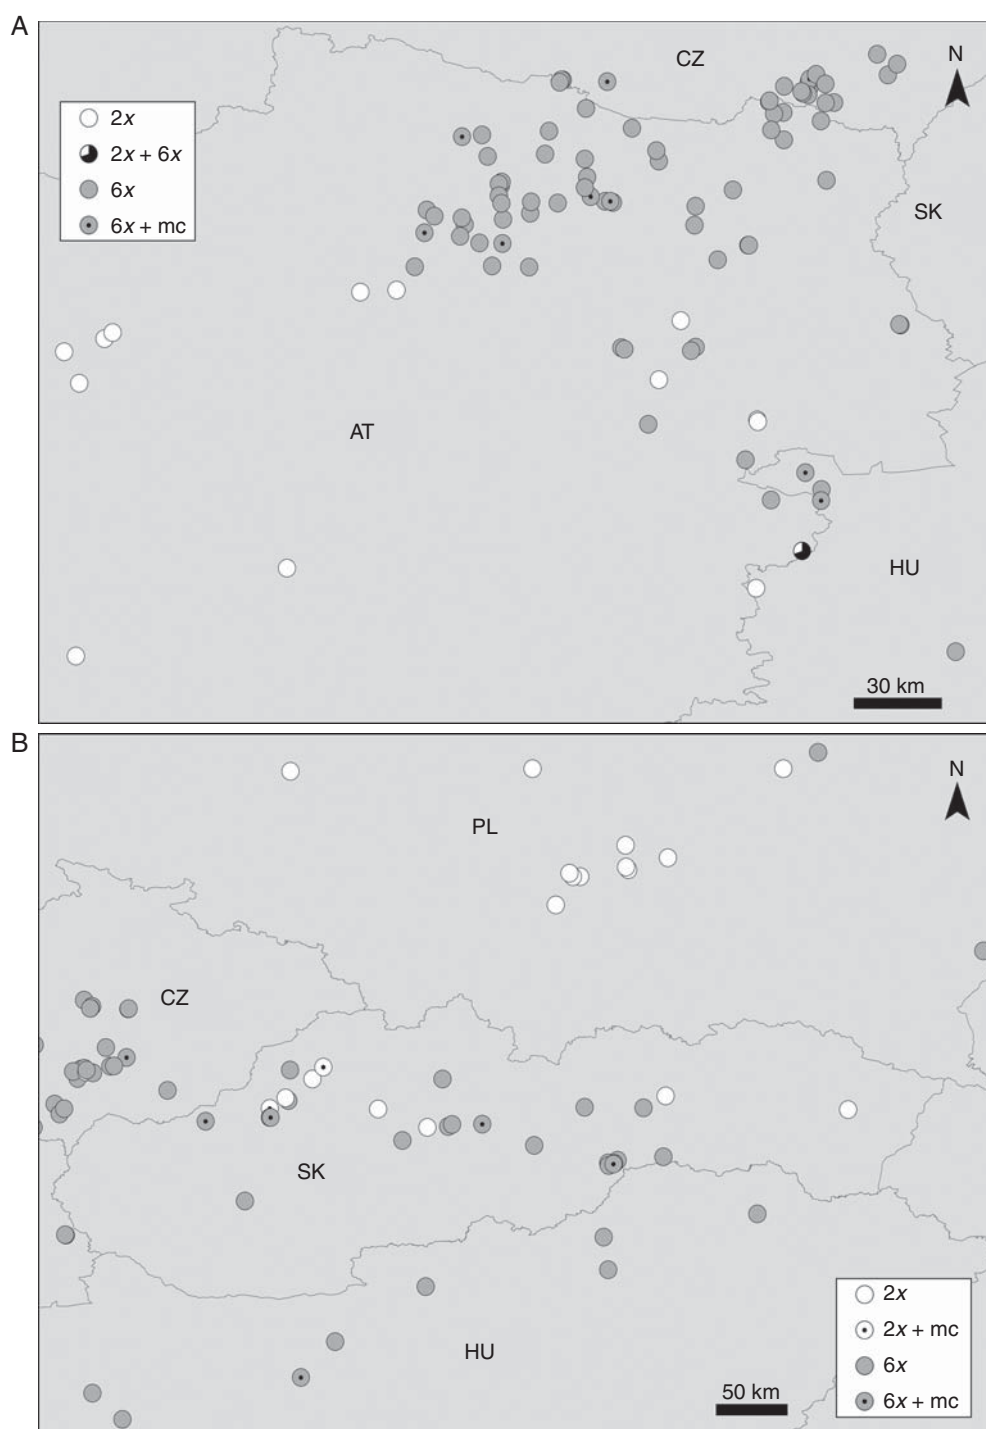 A
CZ
N
2x
2x + 6x
6x
6x + mc
SK
AT
HU
30 km
B
N
PL
CZ
SK
2x
2x + mc
HU
6x
50 km
6x + mc